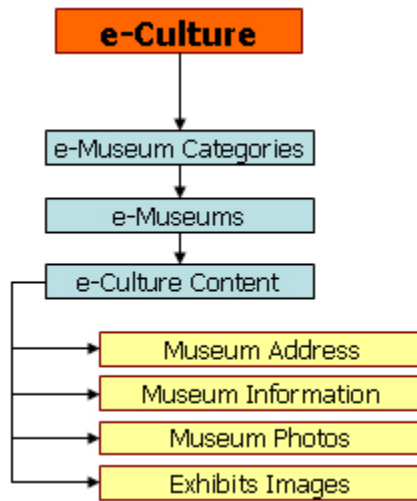 e-Culture
e-Museum Categories
e-Museums
e-Culture Content
Museum Address
Museum Information
Museum Photos
Exhibits Images